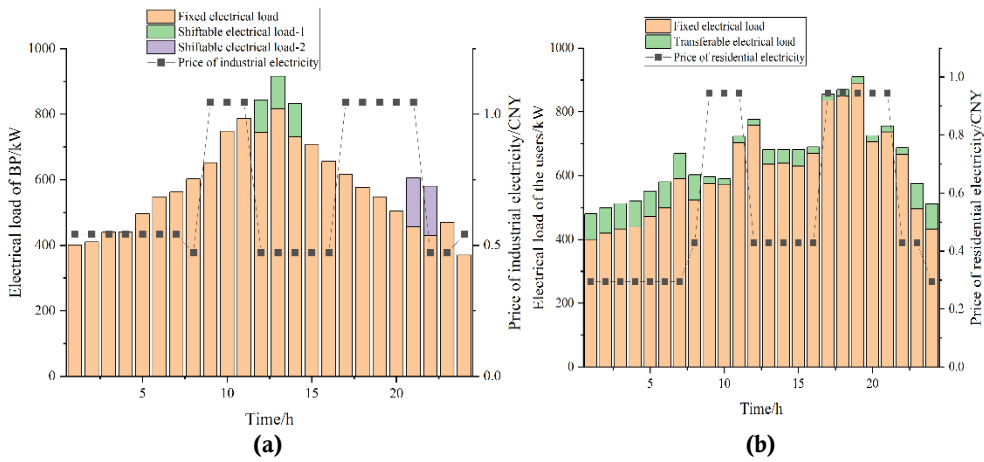 Fixed electrical load
Shiftable electrical load-1
Shiftable electrical load-2
Price of industrial electricity
Electrical load of BP/kW
1000
800
600
400
200
0
5
10
15
20
Time/h
1.0
0.5
0.0
Price of industrial electricity/CNY
(a)
Fixed electrical load
Transferable electrical load
Price of residential electricity
Electrical load of the users/kW
1000
800
600
400
200
0
5
10
15
20
Time/h
1.0
0.8
0.6
0.4
0.2
0.0
Price of residential electricity/CNY
(b)